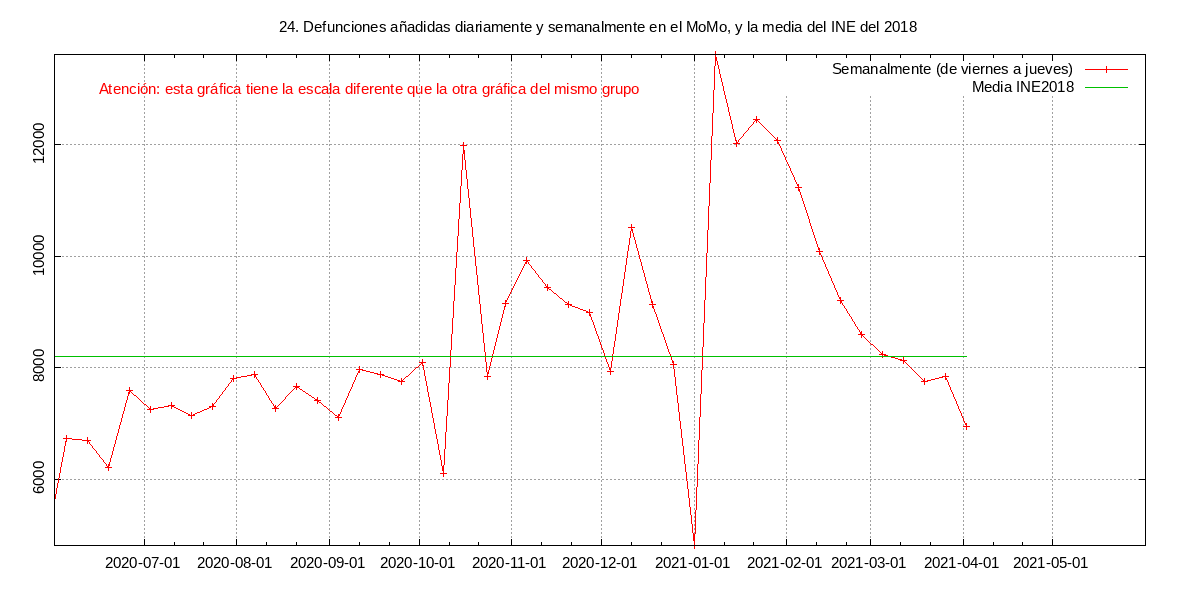 24. Defunciones añadidas diariamente y semanalmente en el MoMo, y la media del INE del 2018
Semanalmente (de viernes a jueves)
Atención: esta gráfica tiene la escala diferente que la otra gráfica del mismo grupo
Media INE2018
12000
10000
8000
6000
2020-07-01 2020-08-01 2020-09-01 2020-10-01 2020-11-01 2020-12-01 2021-01-01 2021-02-01 2021-03-01 2021-04-01 2021-05-01